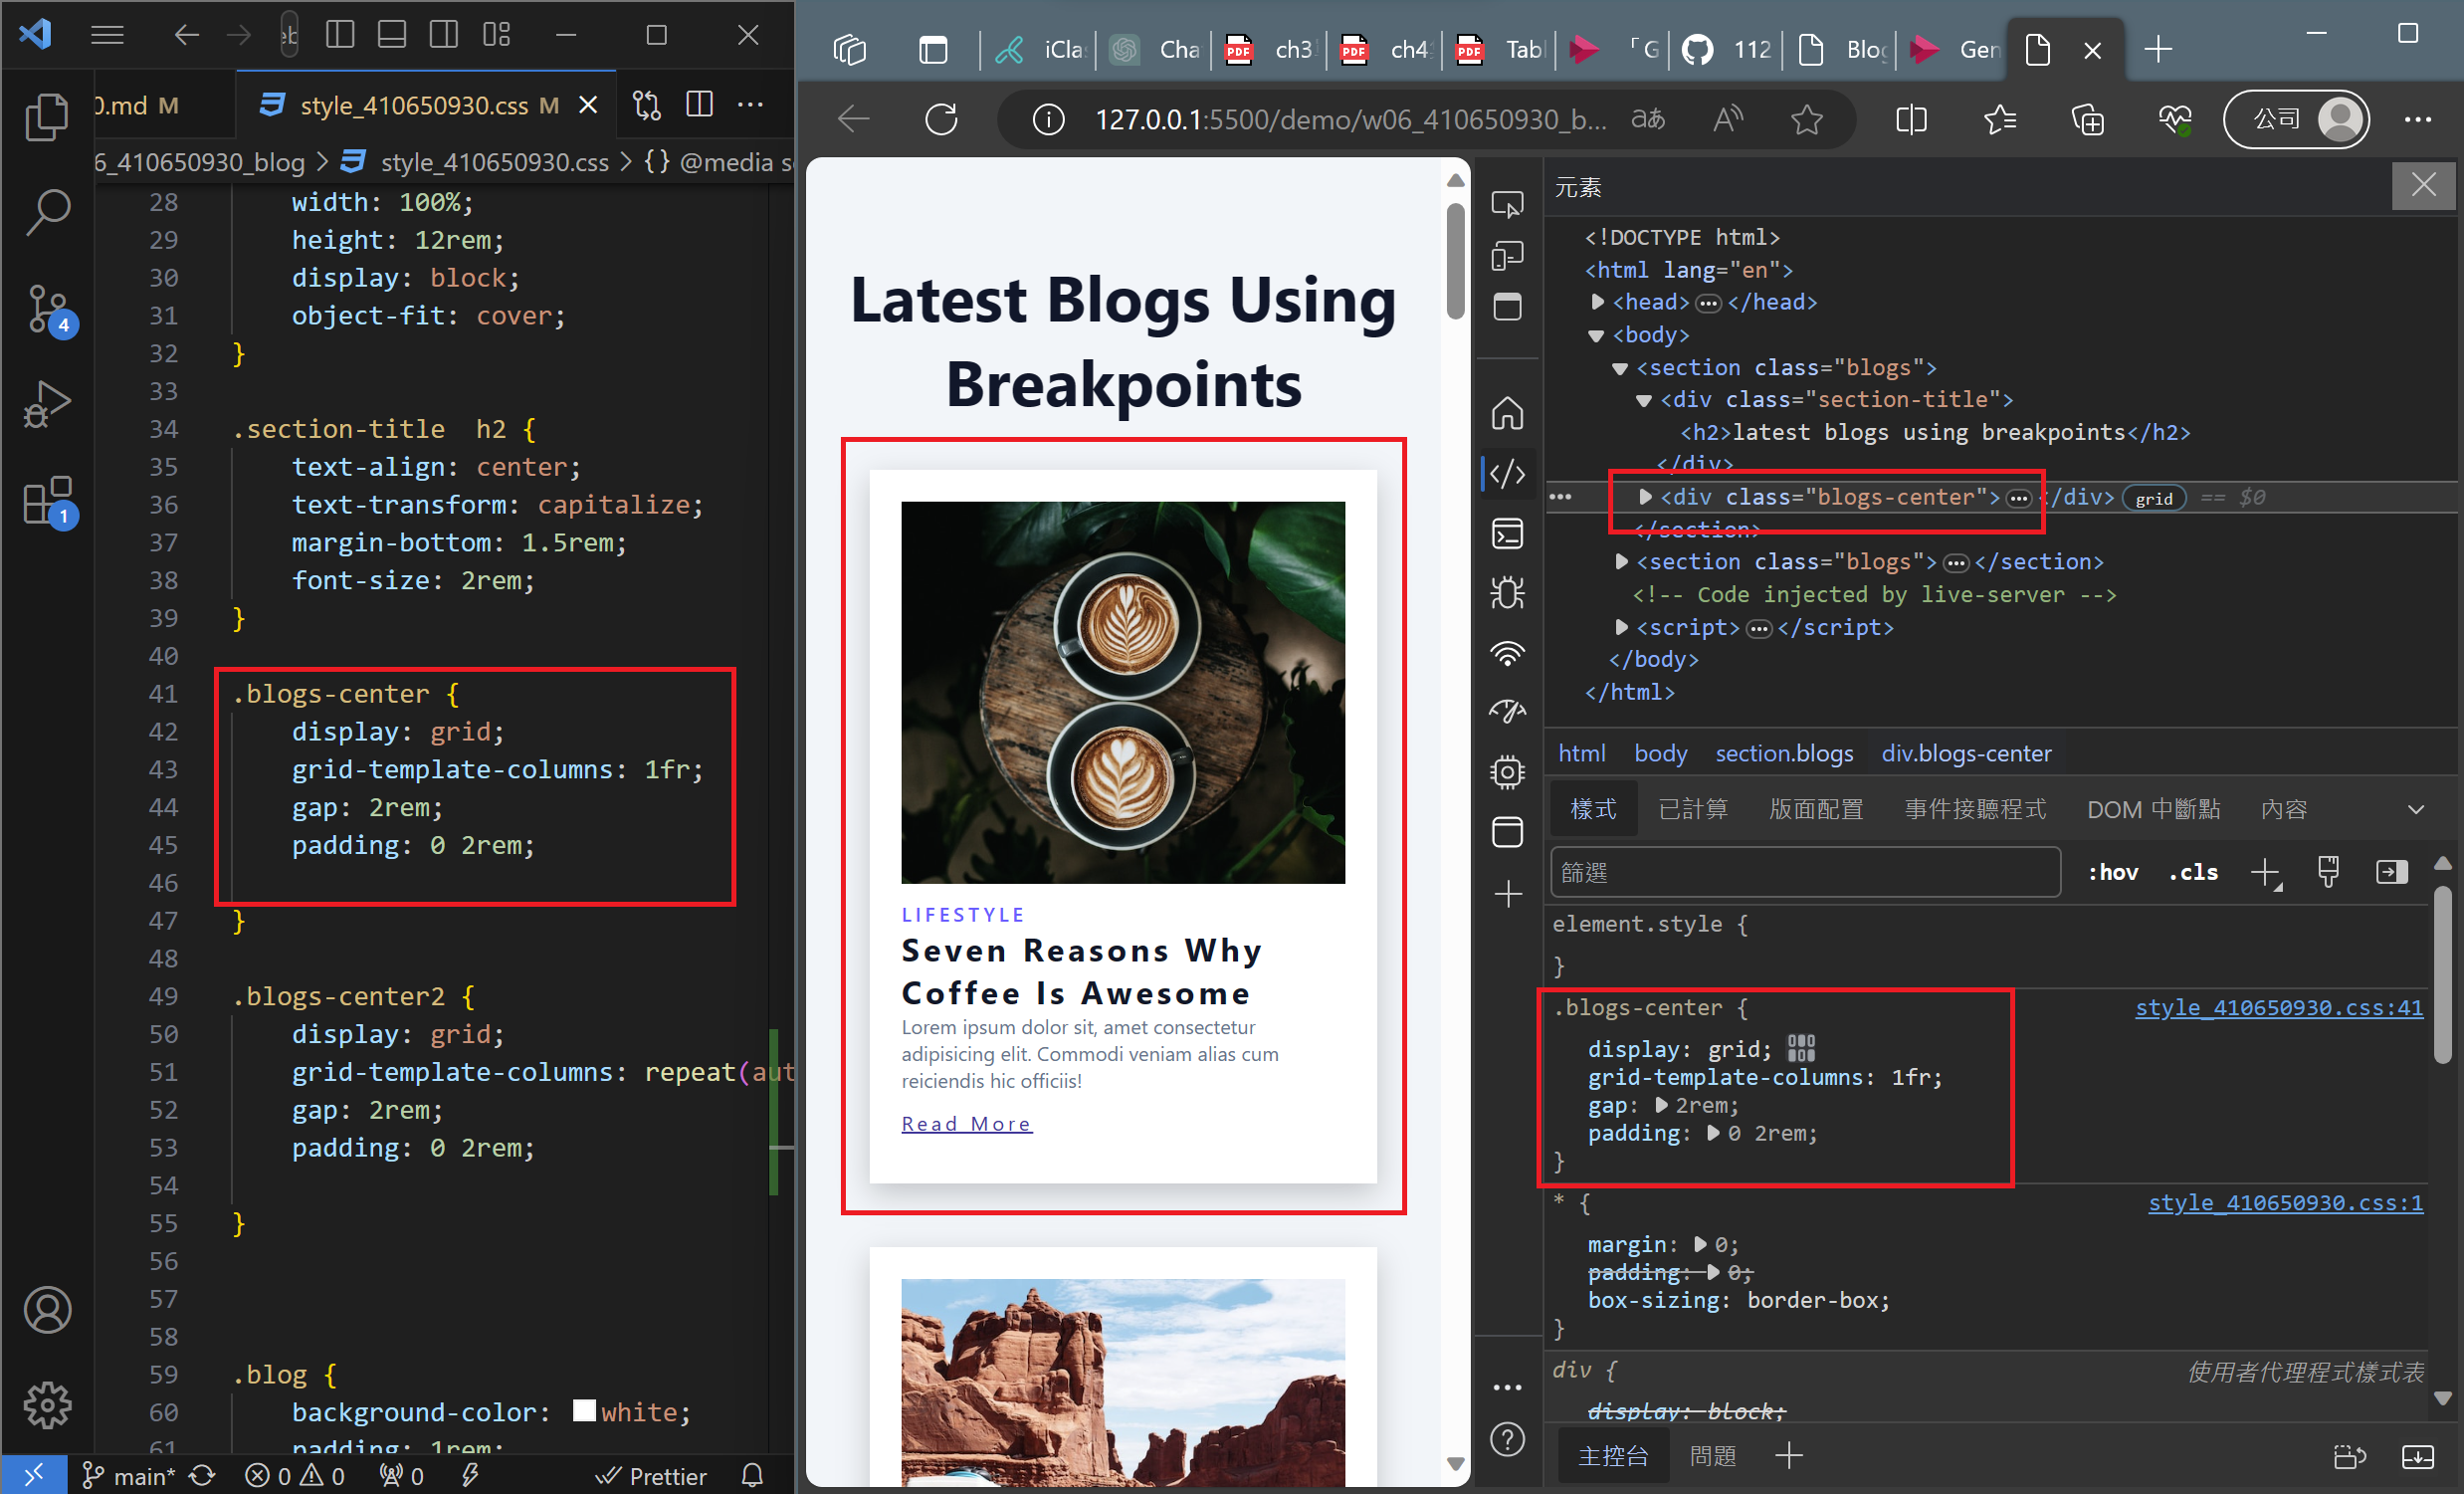 0.md M
style_410650930.css M
6_410650930_blog > style_410650930.css > {} @media s
28 width: 100%;
29 height: 12rem;
30 display: block;
31 object-fit: cover;
32 }
33
34 .section-title  h2 {
35 text-align: center;
36 text-transform: capitalize;
37 margin-bottom: 1.5rem;
38 font-size: 2rem;
39 }
40
41 .blogs-center {
42 display: grid;
43 grid-template-columns: 1fr;
44 gap: 2rem;
45 padding: 0 2rem;
46
47 }
48
49 .blogs-center2 {
50 display: grid;
51 grid-template-columns: repeat(aut
52 gap: 2rem;
53 padding: 0 2rem;
54
55 }
56
57
58
59 .blog {
60 background-color: white;
61 padding: 1rem;
4
1
main* 0 0 0 Prettier
iClas Cha ch3 ch4 Tabl 「G 112 Blog Gen
127.0.0.1:5500/demo/w06_410650930_b... aあ 公司
Latest Blogs Using
Breakpoints
LIFESTYLE
Seven Reasons Why
Coffee Is Awesome
Lorem ipsum dolor sit, amet consectetur
adipisicing elit. Commodi veniam alias cum
reiciendis hic officiis!
Read More
元素
<!DOCTYPE html>
<html lang="en">
<head>…</head>
<body>
<section class="blogs">
<div class="section-title">
<h2>latest blogs using breakpoints</h2>
</div>
<div class="blogs-center">…</div> grid == $0
</section>
<section class="blogs">…</section>
<!-- Code injected by live-server -->
<script>…</script>
</body>
</html>
html body section.blogs div.blogs-center
樣式 已計算 版面配置 事件接聽程式 DOM 中斷點 內容
篩選 :hov .cls
element.style {
}
.blogs-center { style_410650930.css:41
display: grid;
grid-template-columns: 1fr;
gap: 2rem;
padding: 0 2rem;
}
* { style_410650930.css:1
margin: 0;
padding: 0;
box-sizing: border-box;
}
div { 使用者代理程式樣式表
display: block;
主控台 問題